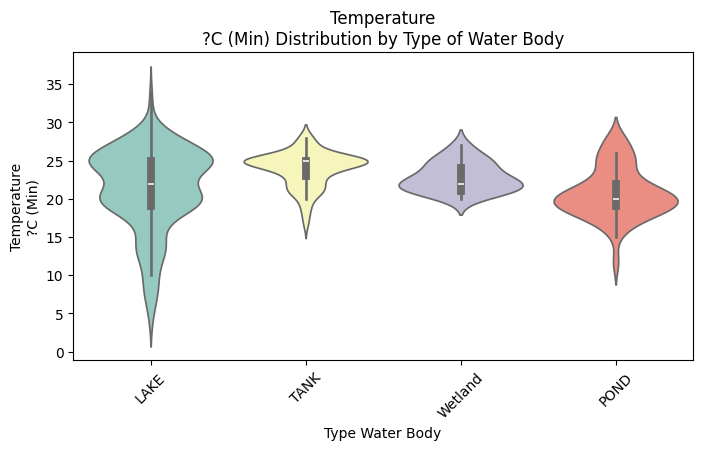 Temperature
?C (Min) Distribution by Type of Water Body
Temperature
?C (Min)
35
30
25
20
15
10
5
0
LAKE
TANK
Wetland
POND
Type Water Body